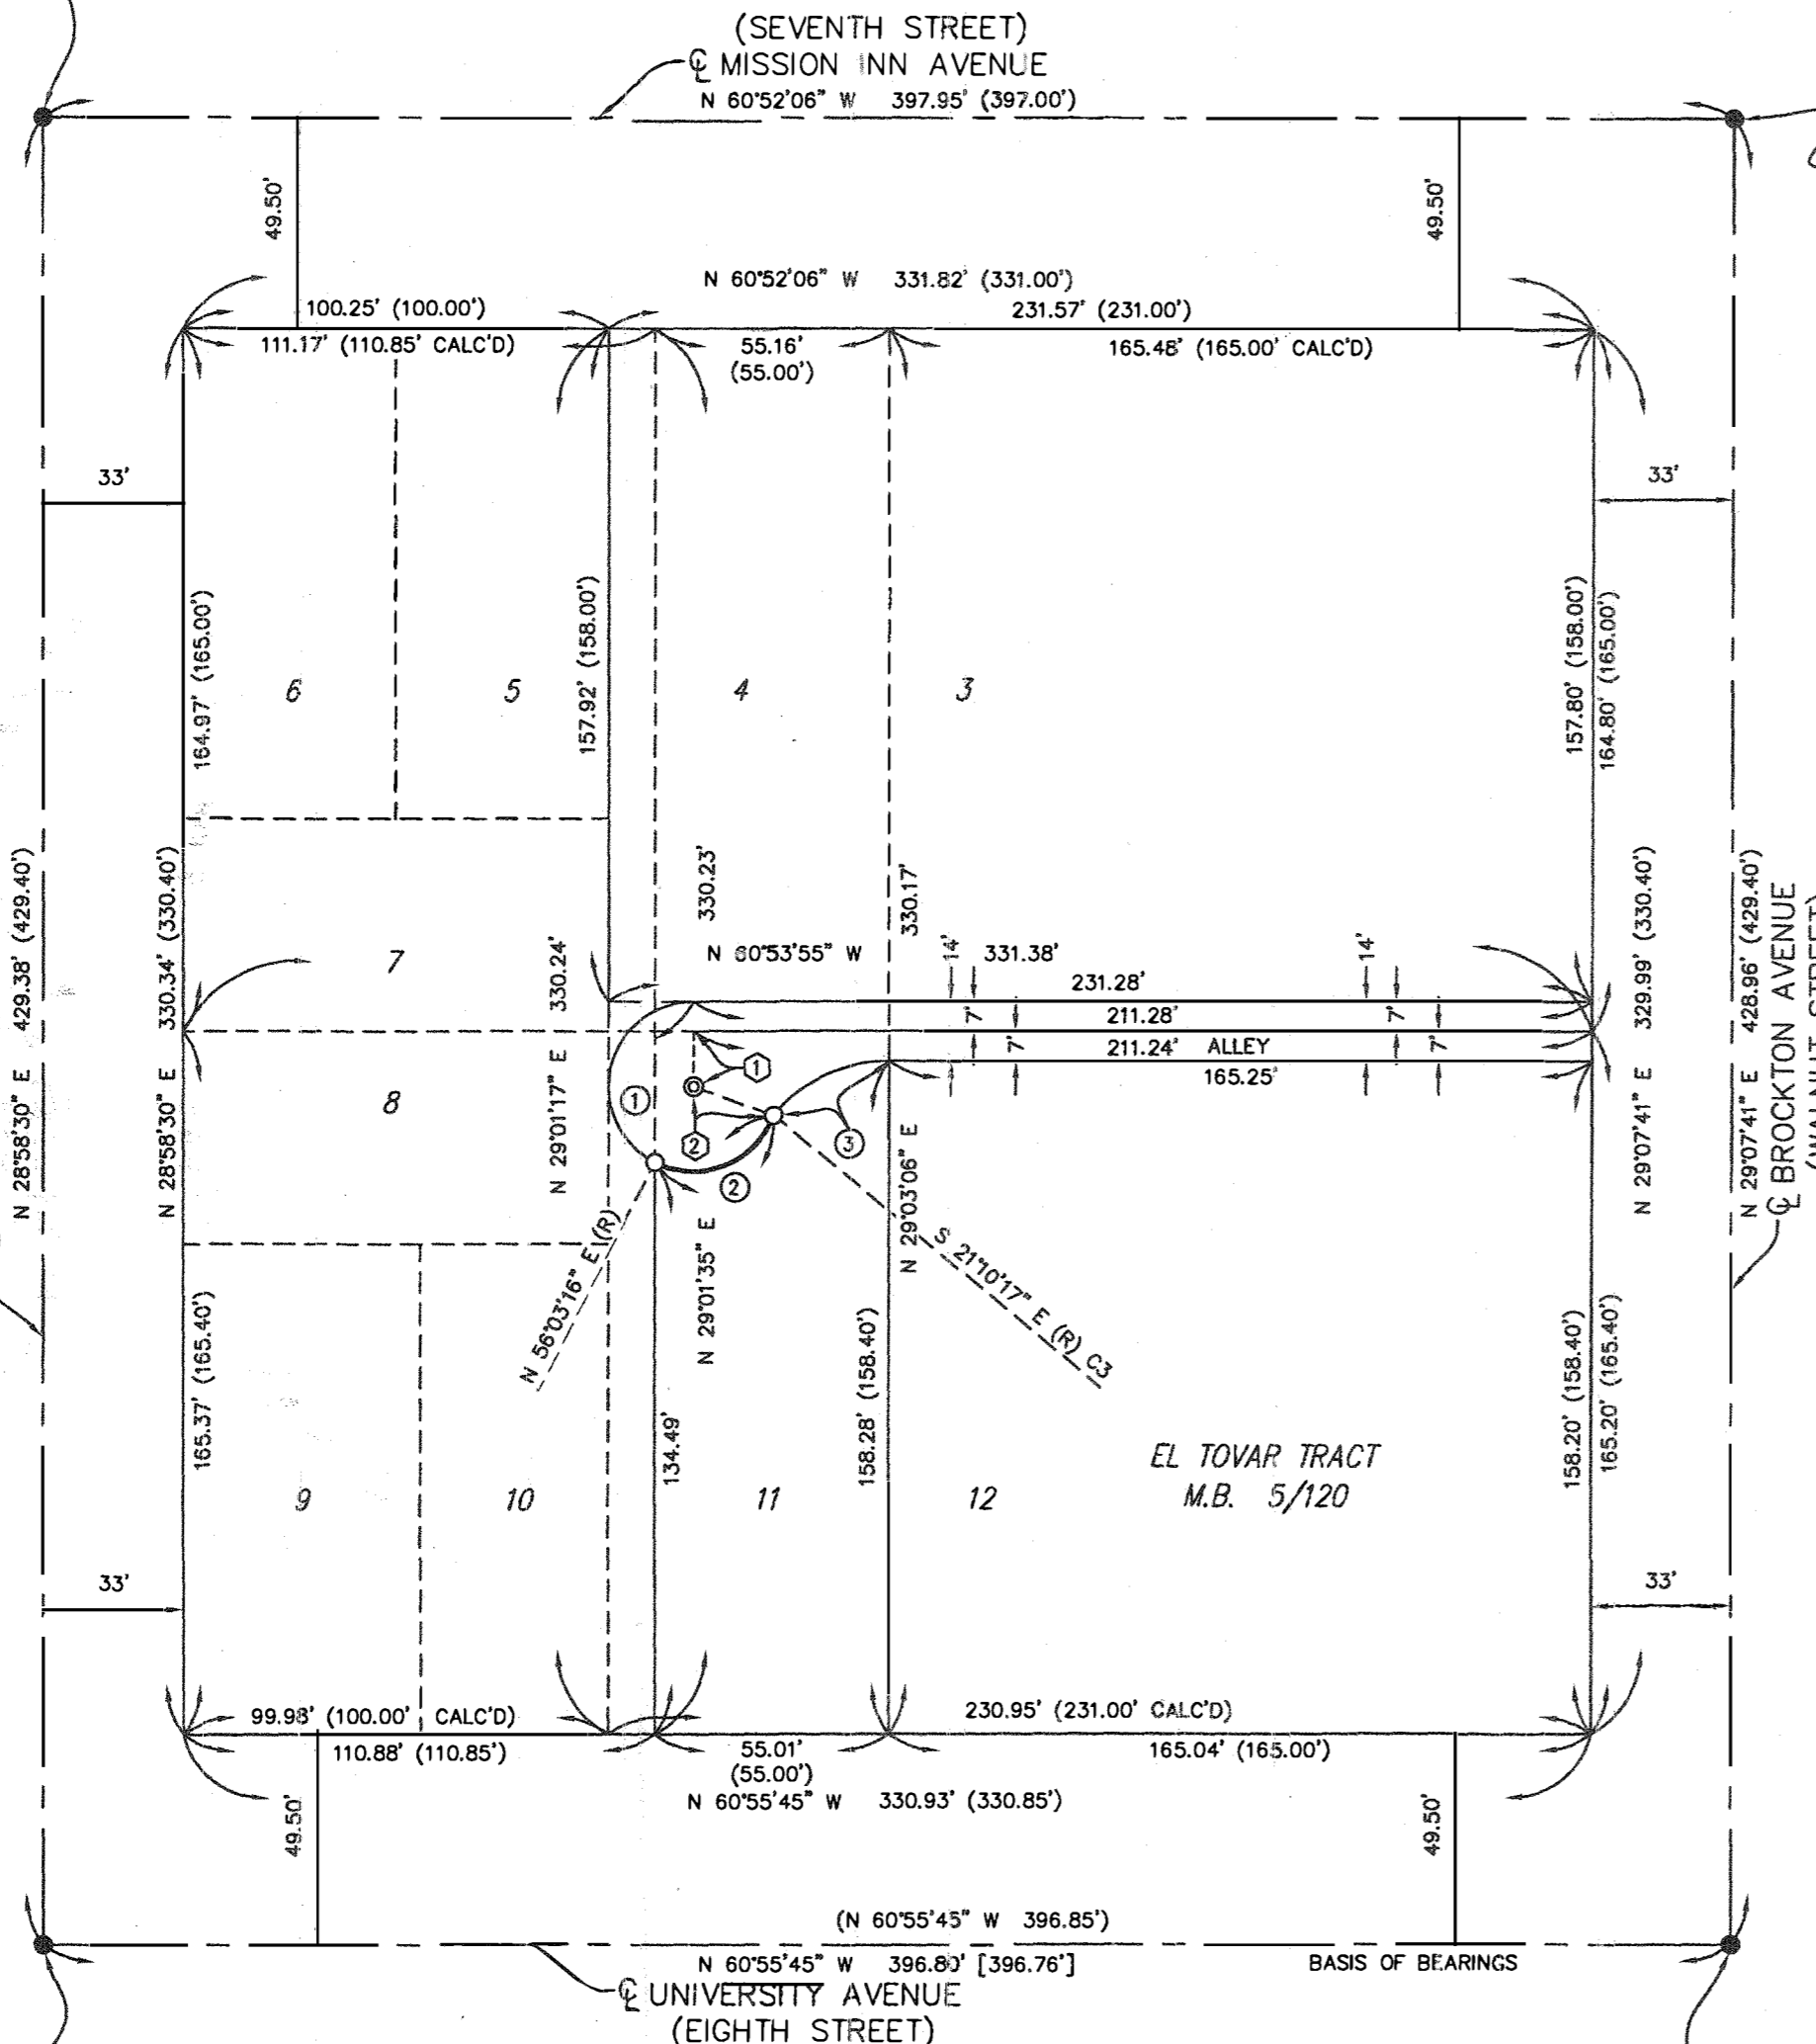 (SEVENTH STREET)
℄ MISSION INN AVENUE
N 60°52'06" W 397.95' (397.00')
49.50'
49.50'
N 60°52'06" W 331.82' (331.00')
100.25' (100.00')
231.57' (231.00')
111.17' (110.85' CALC'D)
55.16'
(55.00')
165.48' (165.00' CALC'D)
33'
33'
164.97' (165.00')
157.92' (158.00')
157.80' (158.00')
164.80' (165.00')
6
5
4
3
N 28°58'30" E 429.38' (429.40')
N 28°58'30" E 330.34' (330.40')
N 29°01'17" E 330.24'
330.23'
330.17'
N 29°07'41" E 329.99' (330.40')
N 29°07'41" E 428.96' (429.40')
℄ BROCKTON AVENUE
7
N 60°53'55" W 331.38'
14'
14'
231.28'
7'
211.28'
7'
7'
211.24' ALLEY
7'
165.25'
8
1
1
2
3
2
N 29°03'06" E
N 29°01'35" E
N 56°03'16" E (R)
S 21°10'17" E (R) C3
165.37' (165.40')
134.49'
158.28' (158.40')
158.20' (158.40')
165.20' (165.40')
EL TOVAR TRACT
M.B. 5/120
9
10
11
12
33'
33'
99.98' (100.00' CALC'D)
230.95' (231.00' CALC'D)
110.88' (110.85')
55.01'
(55.00')
165.04' (165.00')
N 60°55'45" W 330.93' (330.85')
49.50'
49.50'
(N 60°55'45" W 396.85')
N 60°55'45" W 396.80' [396.76']
BASIS OF BEARINGS
℄ UNIVERSITY AVENUE
(EIGHTH STREET)